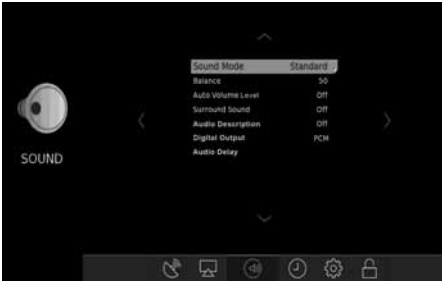 Sound Mode Standard
Balance 50
Auto Volume Level Off
Surround Sound Off
Audio Description Off
Digital Output PCM
Audio Delay
SOUND